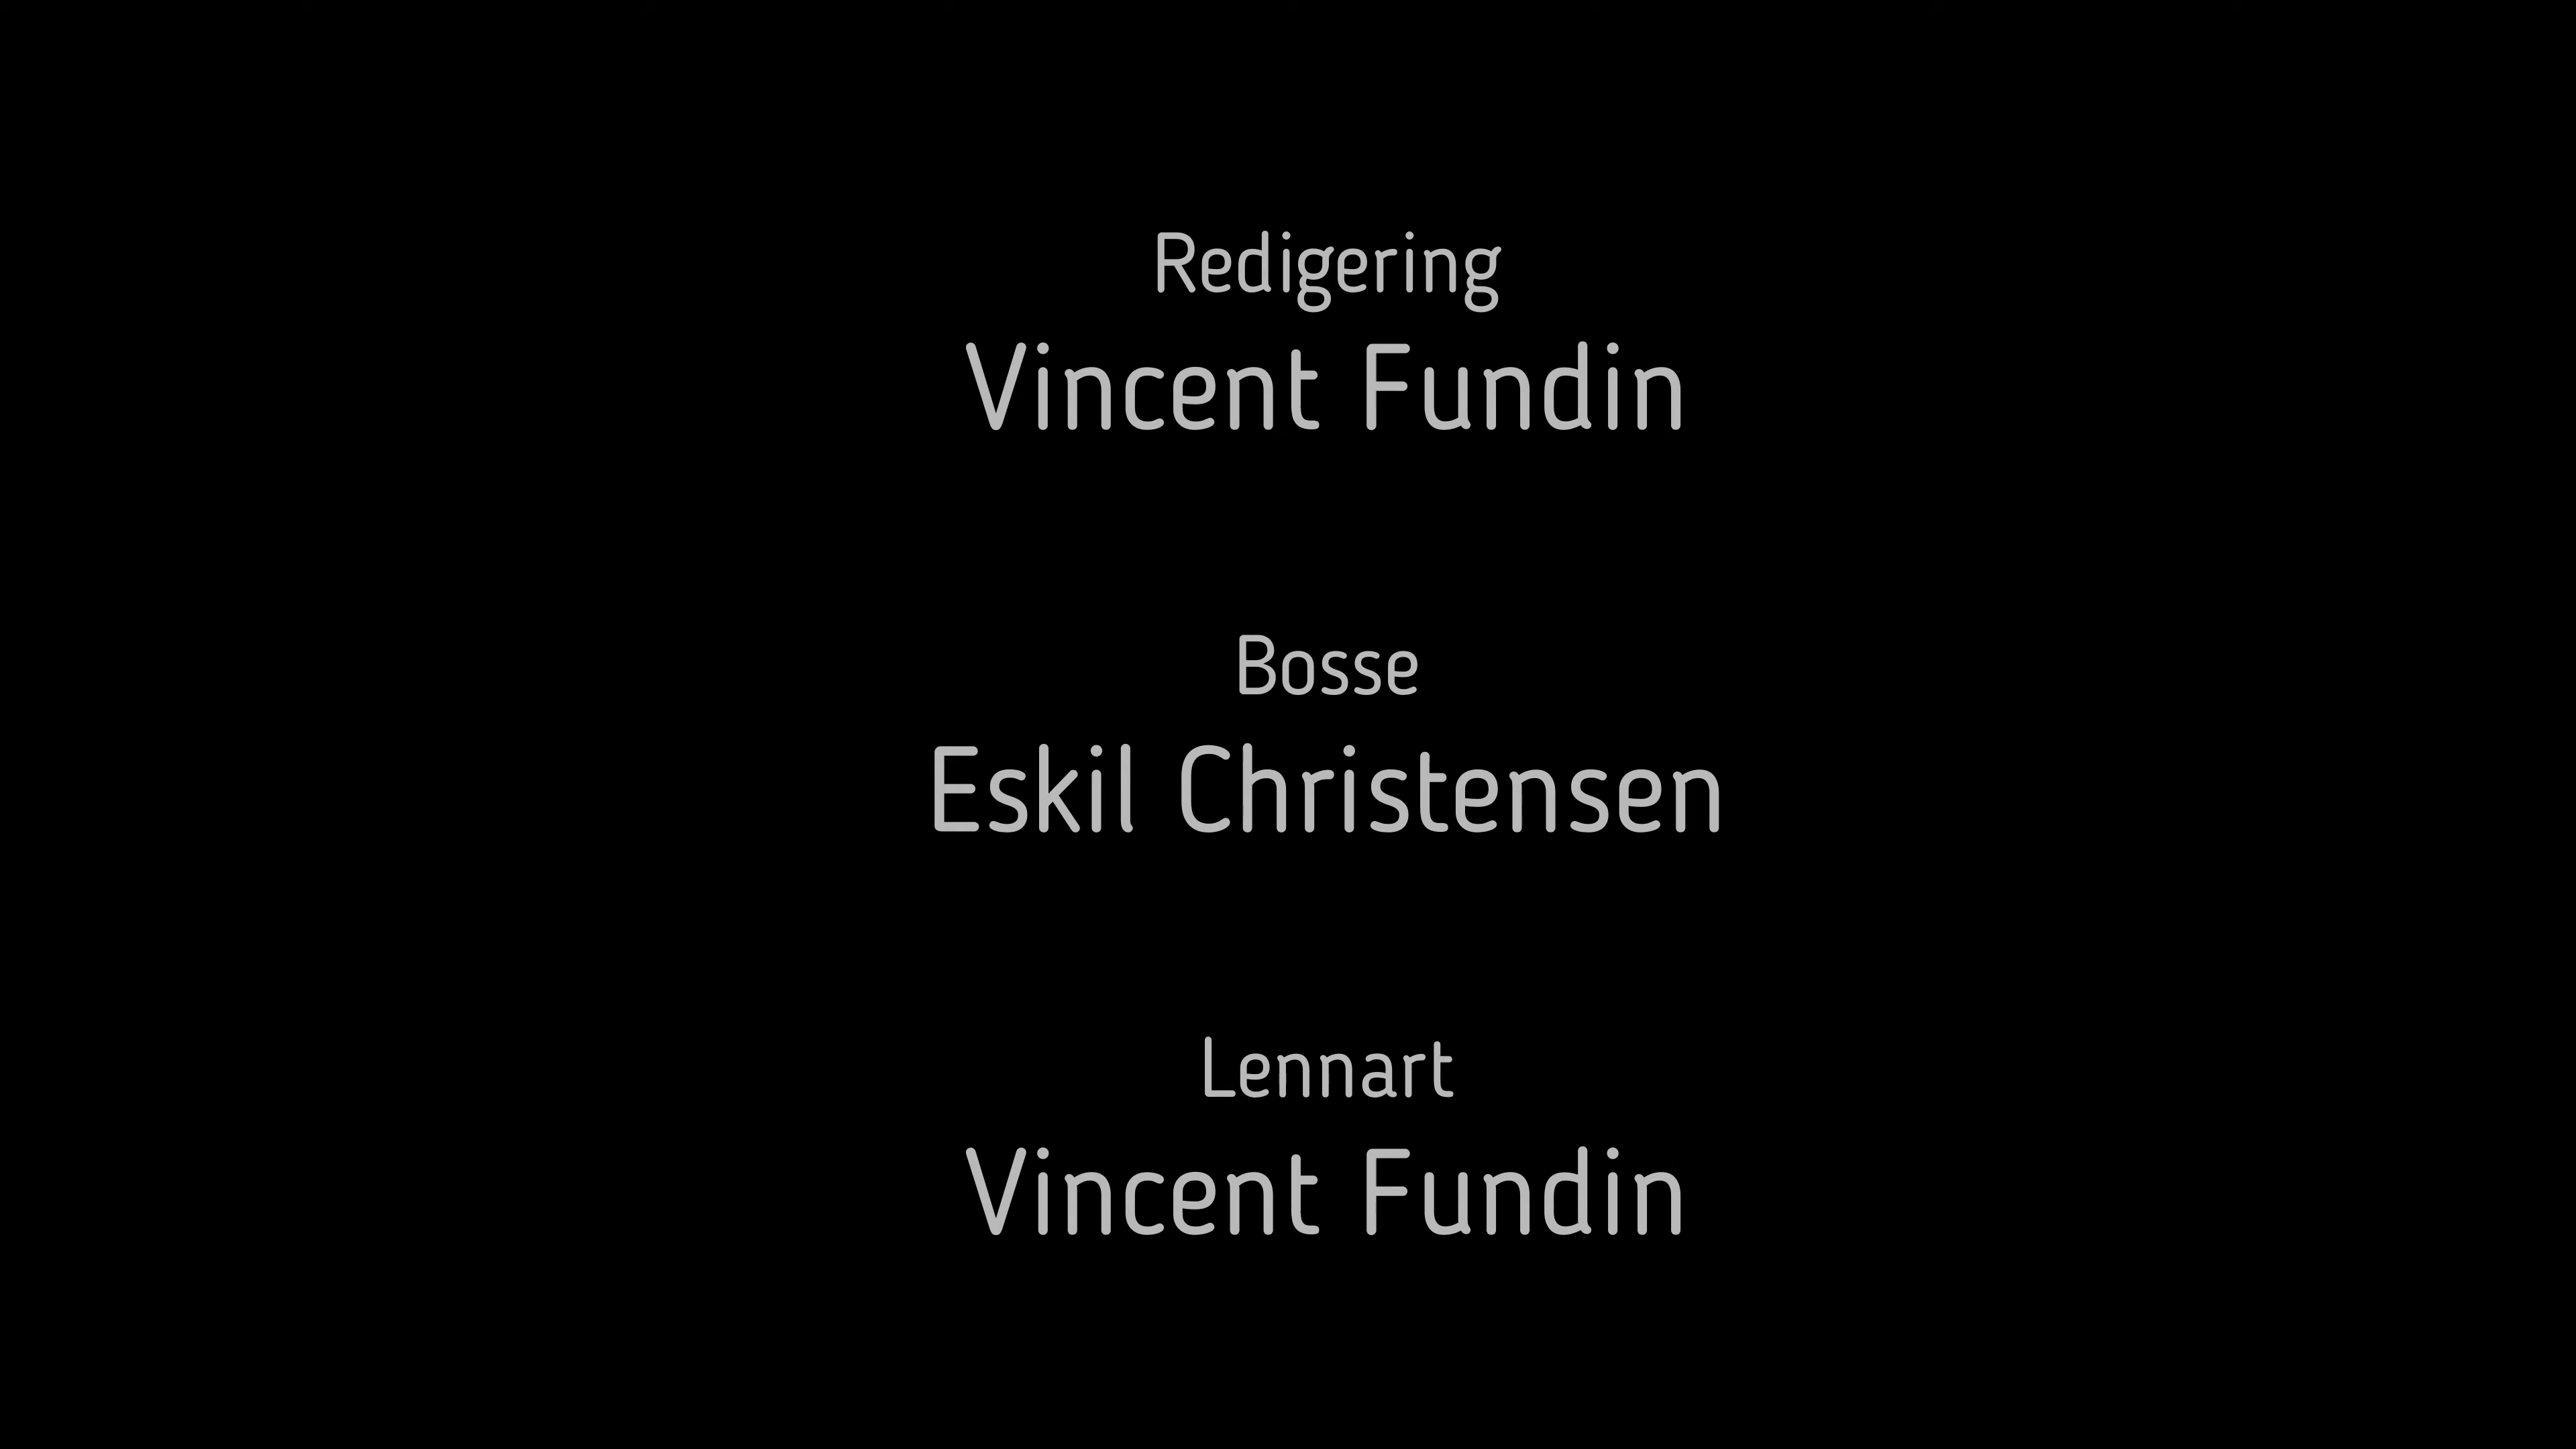 Redigering
Vincent Fundin
Bosse
Eskil Christensen
Lennart
Vincent Fundin